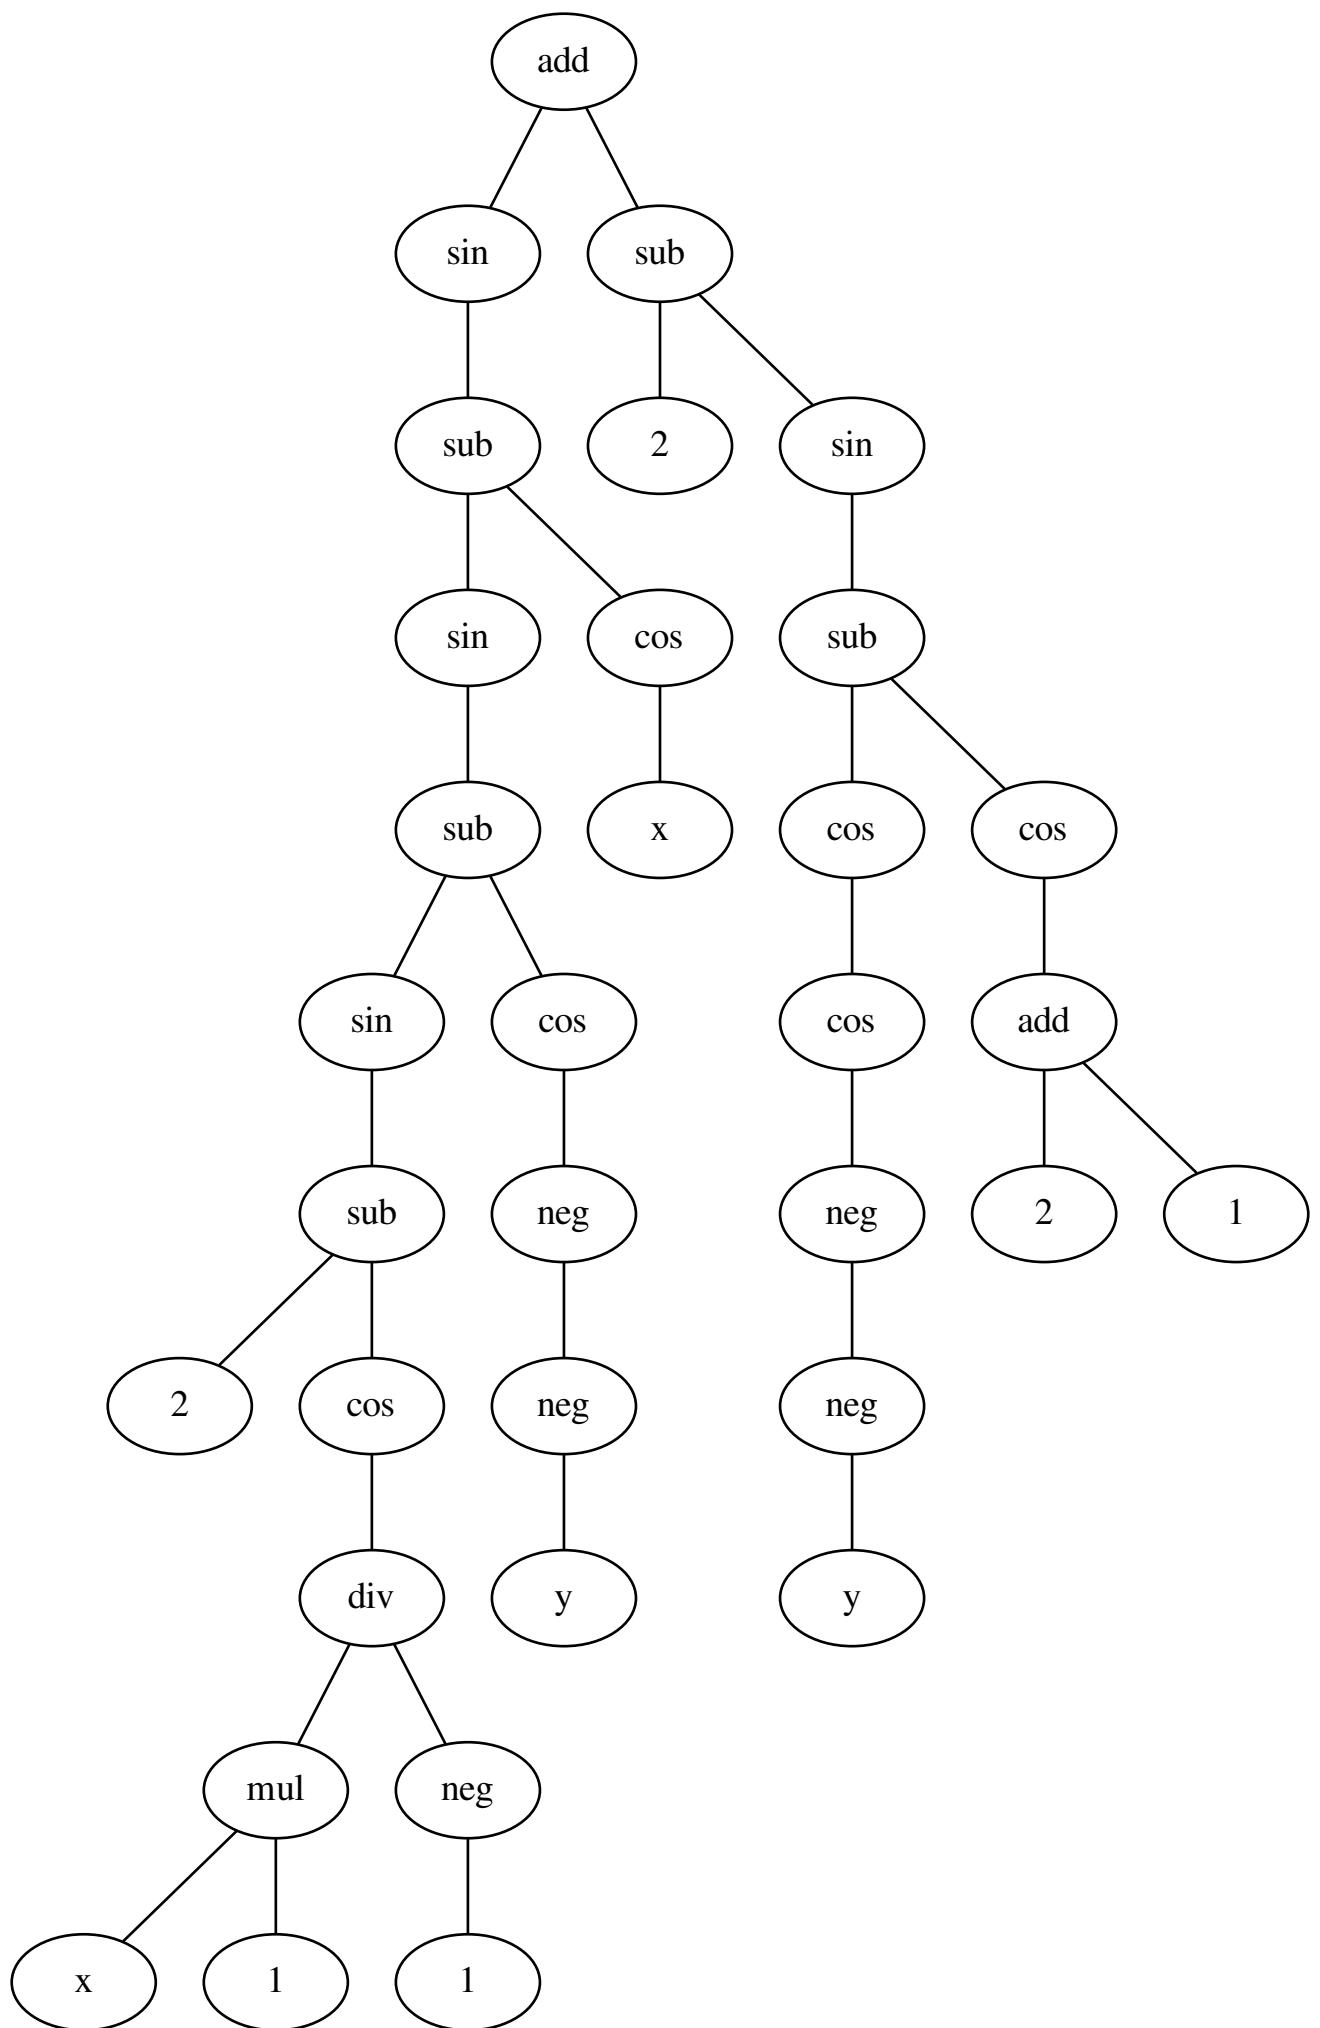 add
sin sub
sub 2 sin
sin cos sub
sub x cos cos
sin cos cos add
sub neg neg 2 1
2 cos neg neg
div y y
mul neg
x 1 1